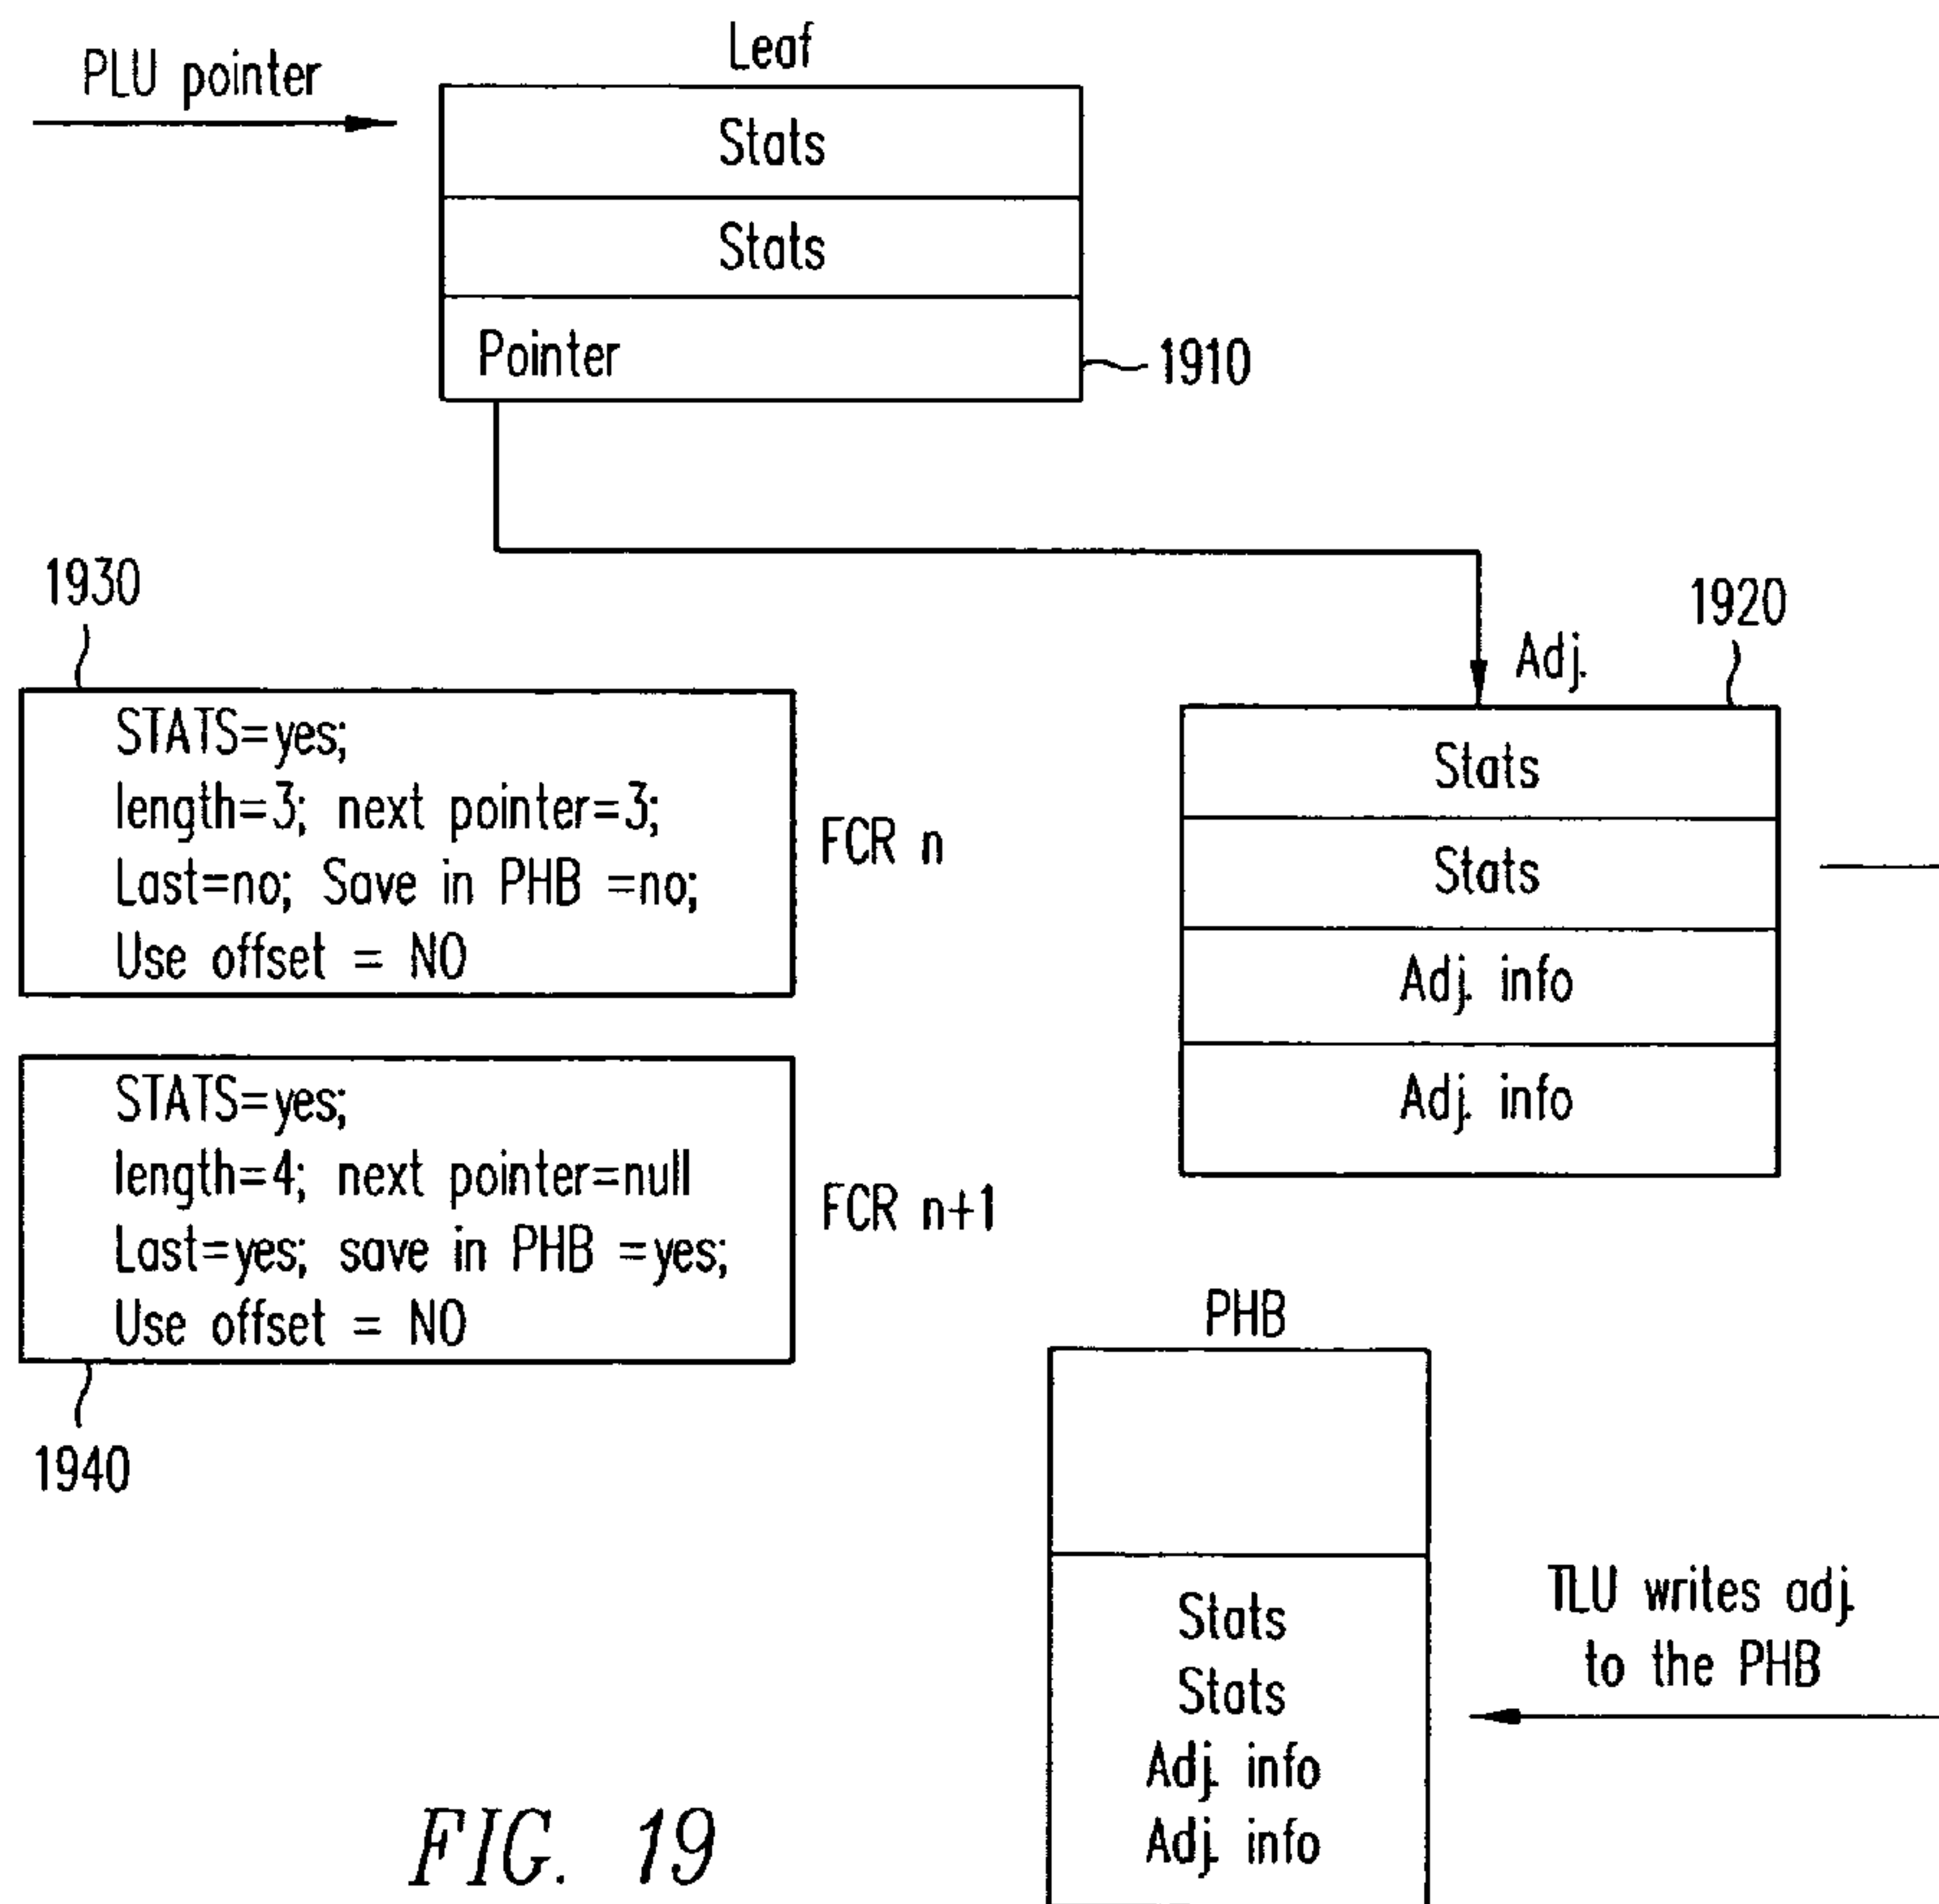 PLU pointer
Leaf
Stats
Stats
Pointer
1910
1930
STATS=yes;
length=3; next pointer=3;
Last=no; Save in PHB =no;
Use offset = NO
FCR n
1920
Adj.
Stats
Stats
Adj. info
Adj. info
STATS=yes;
length=4; next pointer=null
Last=yes; save in PHB =yes;
Use offset = NO
FCR n+1
1940
PHB
Stats
Stats
Adj. info
Adj. info
TLU writes adj.
to the PHB
FIG. 19